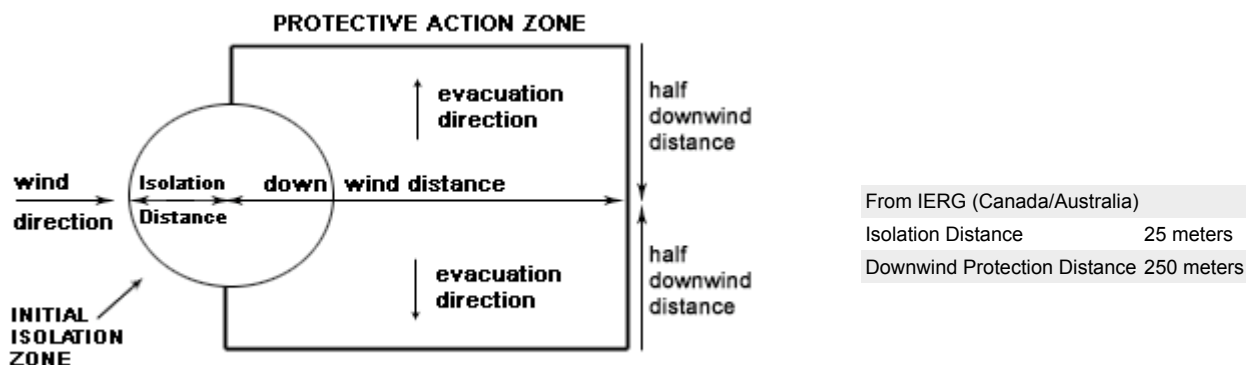 PROTECTIVE ACTION ZONE
evacuation
direction
half
downwind
distance
wind
direction
Isolation
Distance
down wind distance
evacuation
direction
half
downwind
distance
INITIAL
ISOLATION
ZONE
From IERG (Canada/Australia)
Isolation Distance 25 meters
Downwind Protection Distance 250 meters